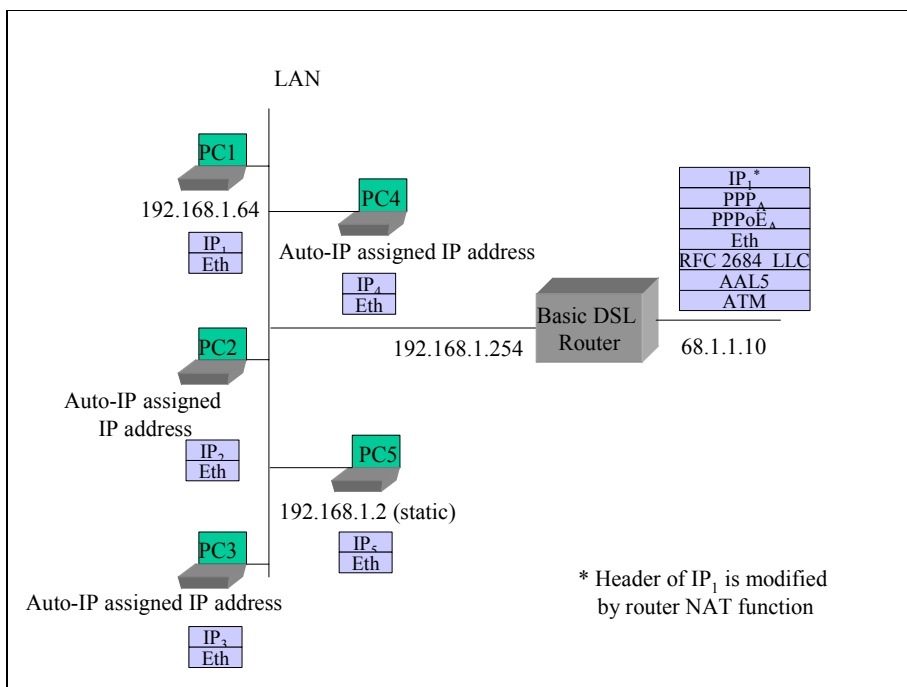 LAN
PC1
192.168.1.64
IP1
Eth
PC4
Auto-IP assigned IP address
IP4
Eth
IP1*
PPPA
PPPoEA
Eth
RFC 2684 LLC
AAL5
ATM
Basic DSL
Router
192.168.1.254
68.1.1.10
PC2
Auto-IP assigned
IP address
IP2
Eth
PC5
192.168.1.2 (static)
IP5
Eth
PC3
Auto-IP assigned IP address
IP3
Eth
* Header of IP1 is modified
by router NAT function